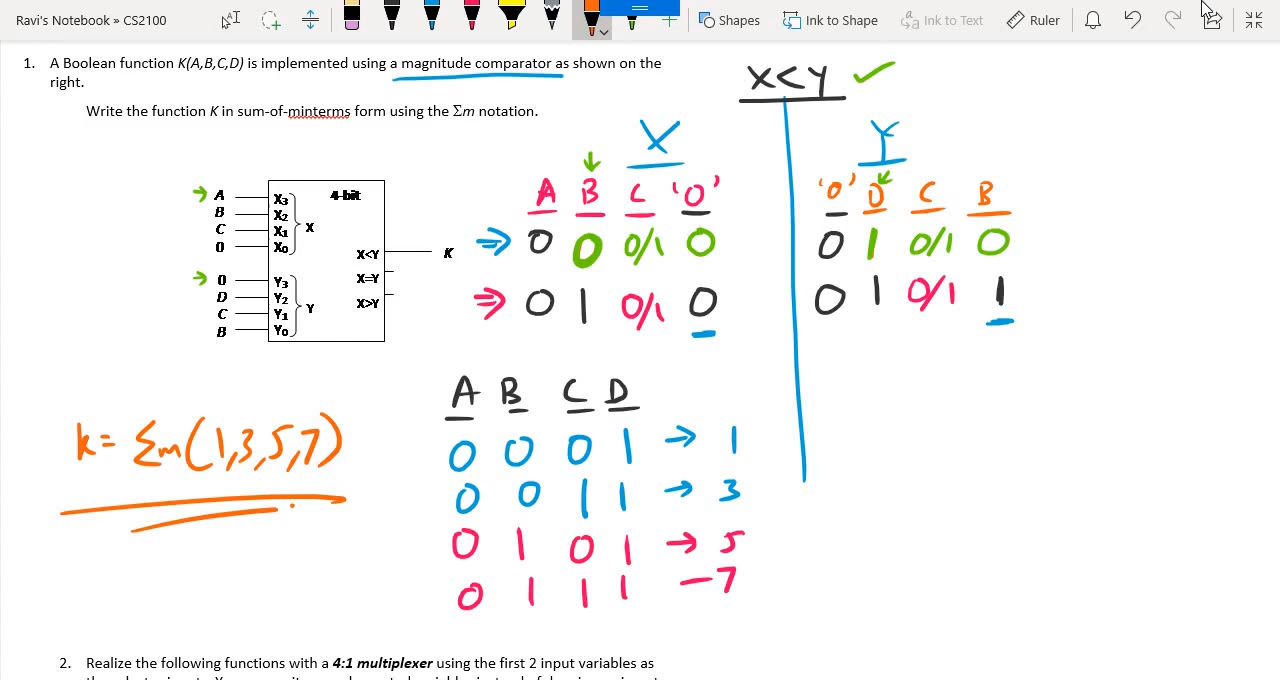 Ravi's Notebook » CS2100
Shapes
Ink to Shape
Ink to Text
Ruler
1. A Boolean function K(A,B,C,D) is implemented using a magnitude comparator as shown on the
right.
Write the function K in sum-of-minterms form using the Σm notation.
X<Y
X Y
A B C '0' '0' D C B
0 0 0/1 0 0 1 0/1 0
0 1 0/1 0 0 1 0/1 1
A X3 4-bit
B X2
C X1 X
0 X0
X<Y K
0 Y3 X=Y
D Y2
C Y1 Y X>Y
B Y0
A B C D
0 0 0 1 → 1
0 0 1 1 → 3
0 1 0 1 → 5
0 1 1 1 – 7
k= Σm(1,3,5,7)
2. Realize the following functions with a 4:1 multiplexer using the first 2 input variables as